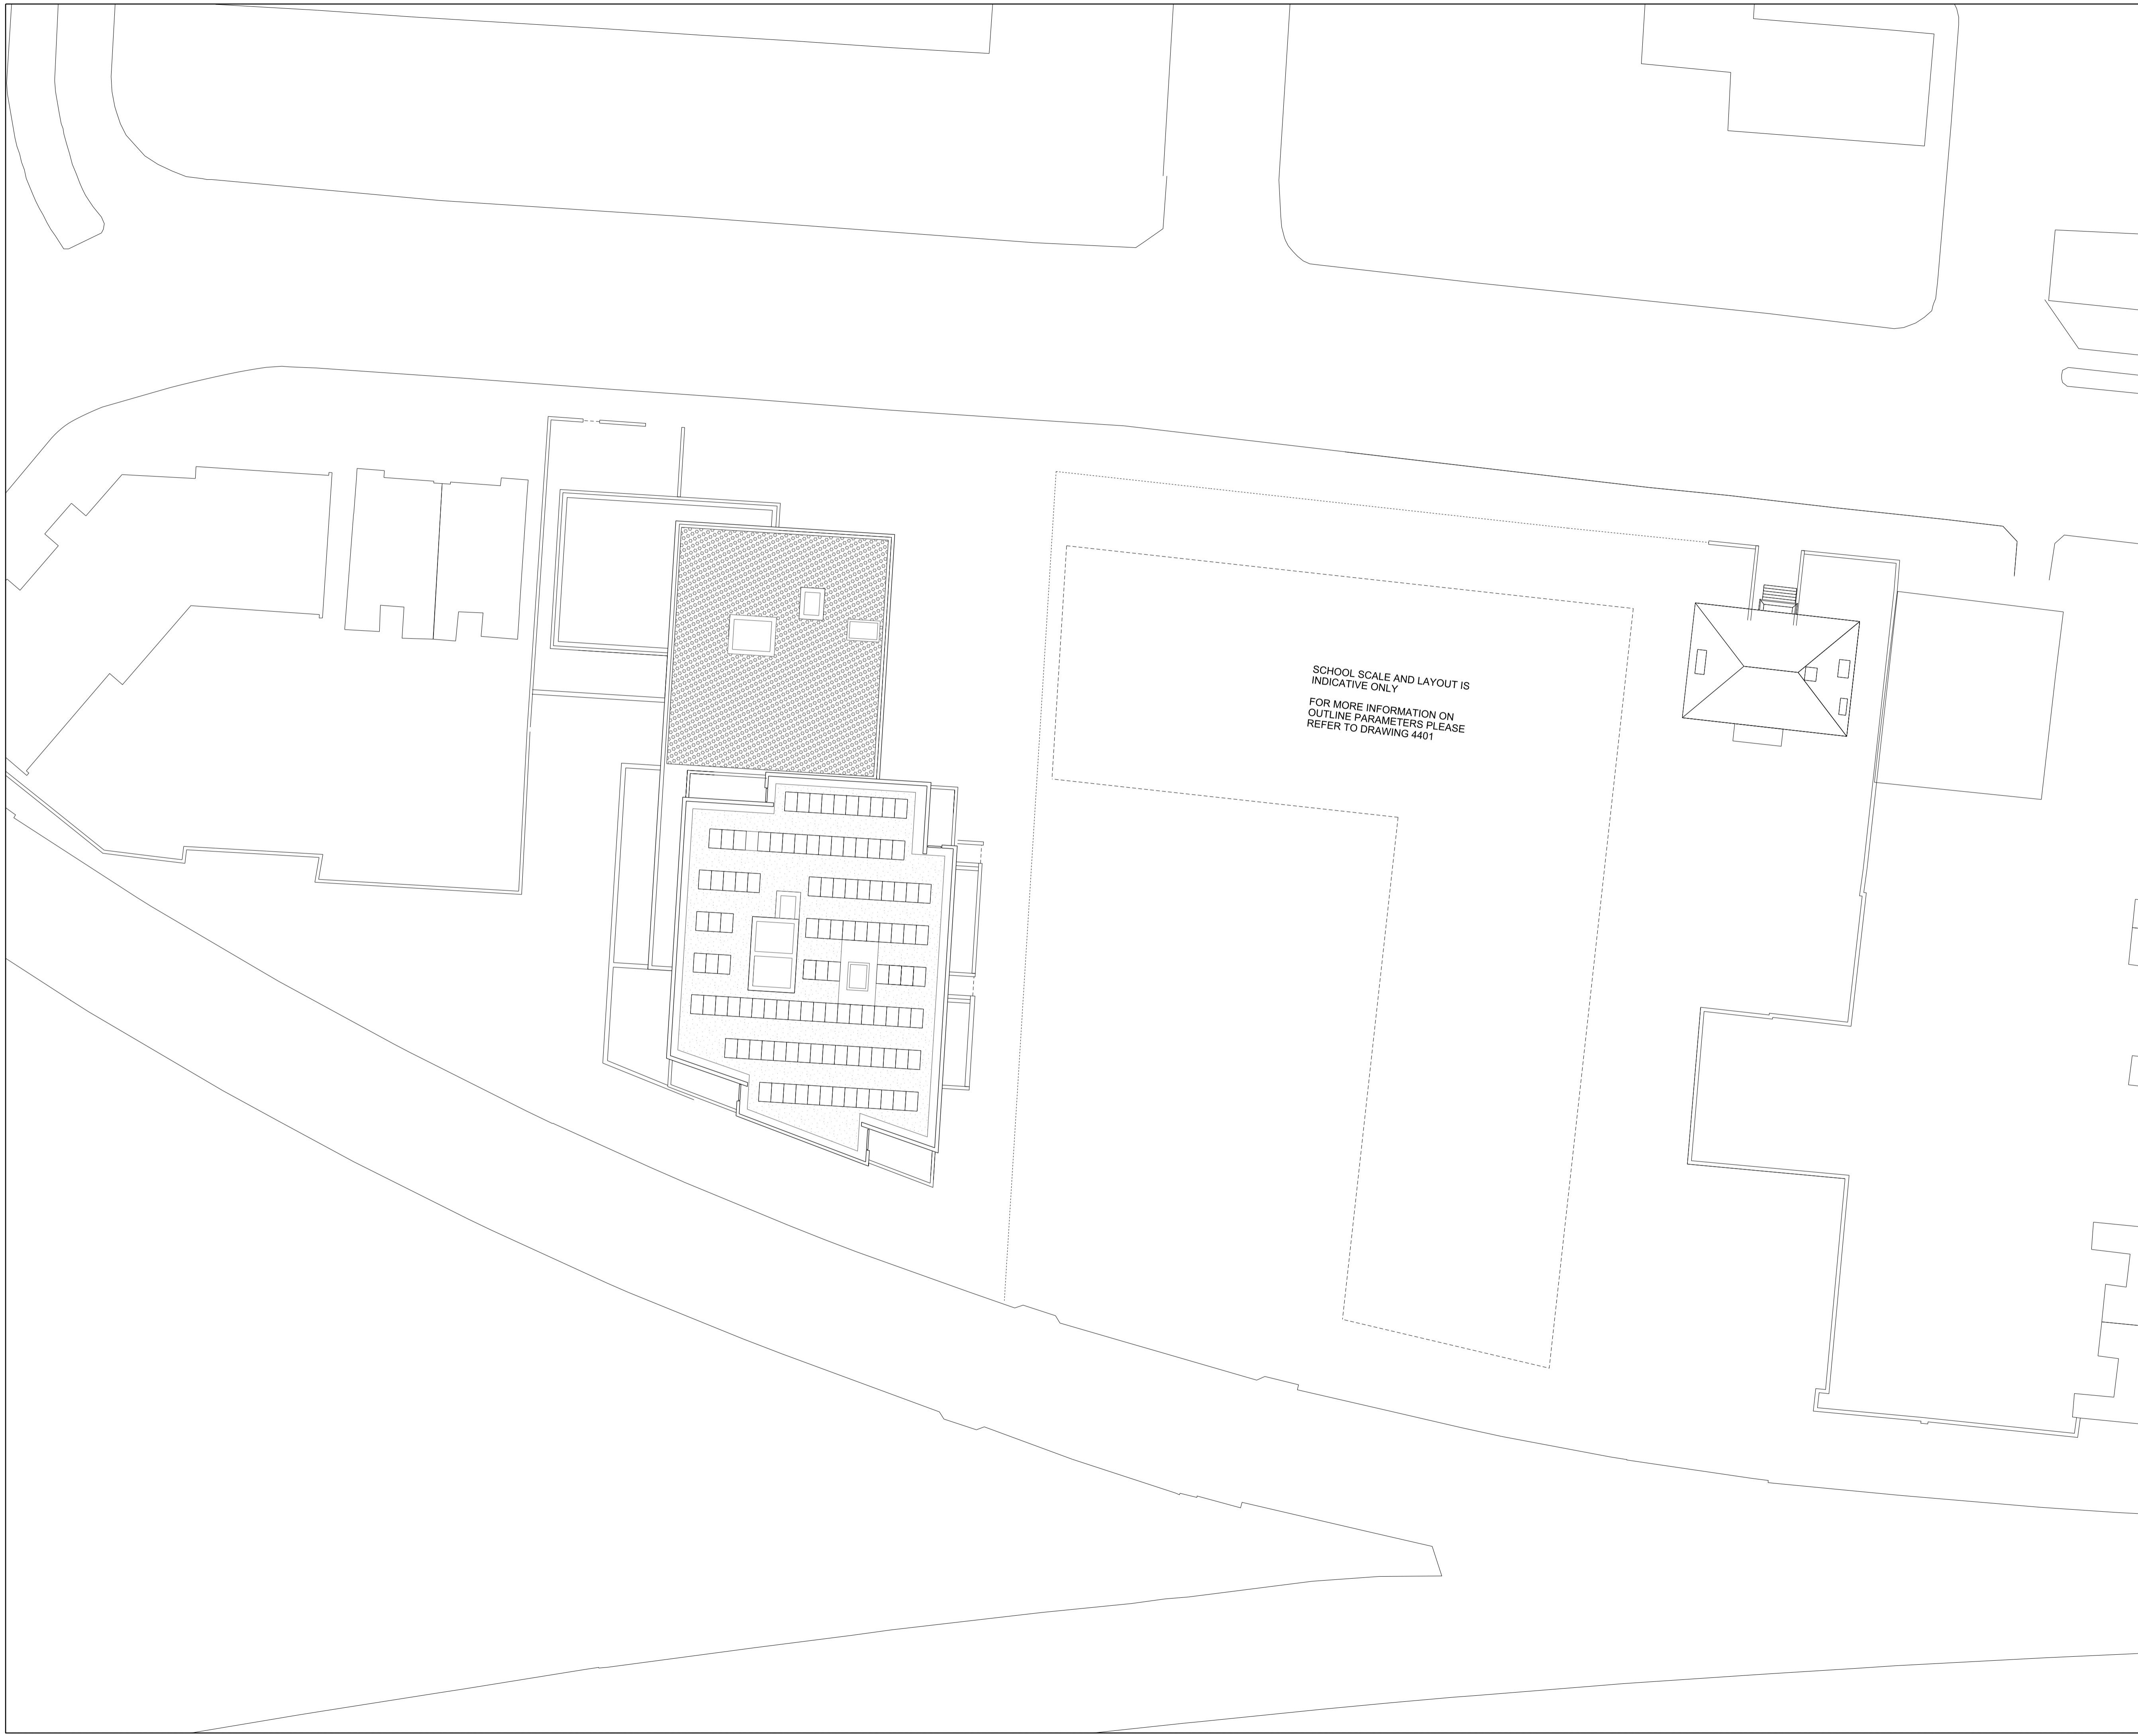 SCHOOL SCALE AND LAYOUT IS
INDICATIVE ONLY
FOR MORE INFORMATION ON
OUTLINE PARAMETERS PLEASE
REFER TO DRAWING 4401